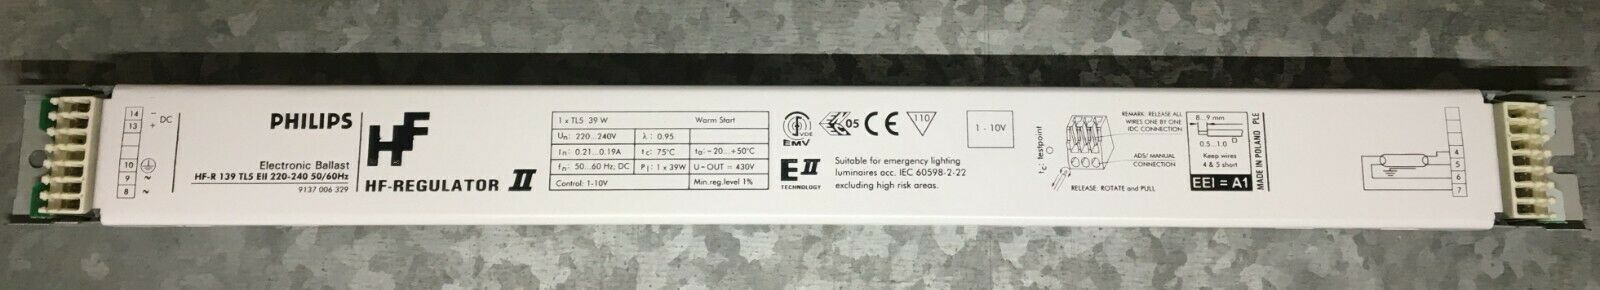 14 – DC
13 +
10
9 ~
8 ~
PHILIPS
Electronic Ballast
HF-R 139 TL5 EII 220-240 50/60Hz
9137 006 329
HF
HF-REGULATOR II
1 x TL5 39 W Warm Start
Un: 220...240V λ: 0.95
In: 0.21...0.19A tc: 75°C ta: -20...+50°C
fn: 50...60 Hz; DC Pl: 1 x 39W U-OUT = 430V
Control: 1-10V Min.reg.level 1%
VDE
EMV
05
CE
110
EII
TECHNOLOGY
Suitable for emergency lighting
luminaires acc. IEC 60598-2-22
excluding high risk areas.
1 - 10V
tc- testpoint
REMARK: RELEASE ALL
WIRES ONE BY ONE
IDC CONNECTION
ADS/ MANUAL
CONNECTION
RELEASE: ROTATE and PULL
8...9 mm
0.5...1.0
Keep wires
4 & 5 short
EEI = A1
MADE IN POLAND PLE
4
5
6
7